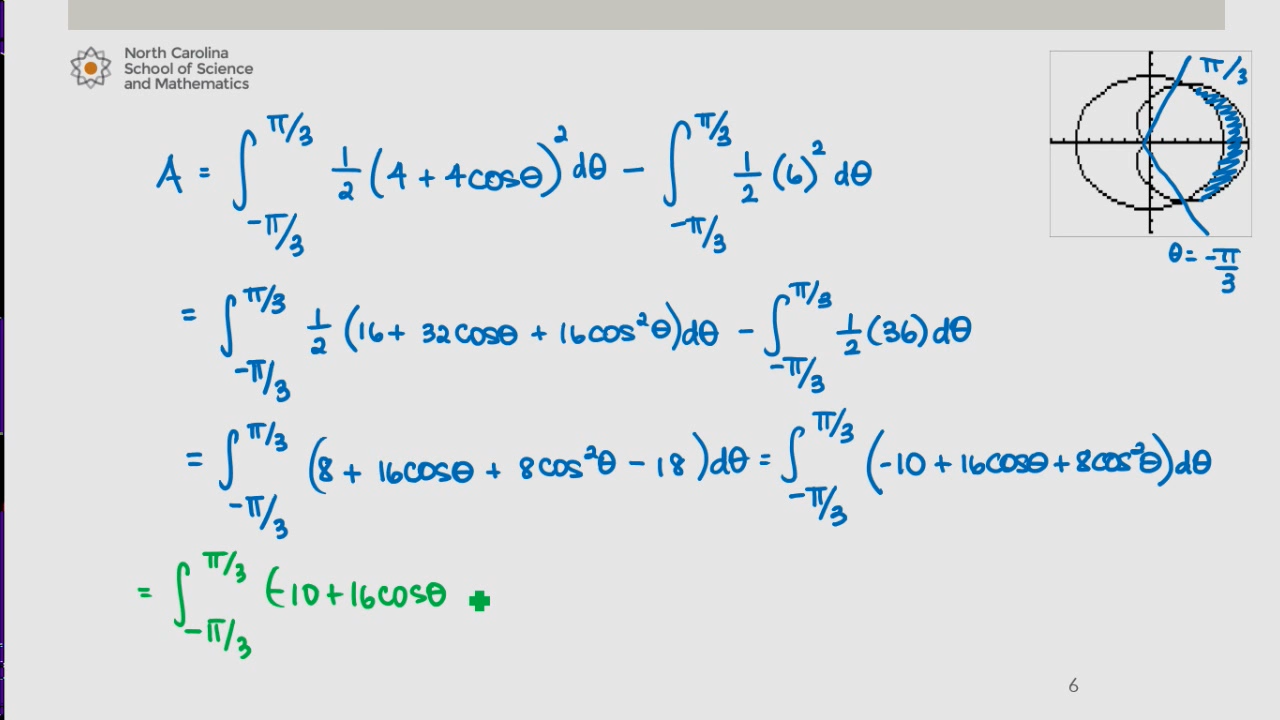 North Carolina
School of Science
and Mathematics
π/3
θ = -π/3
A = ∫_{-π/3}^{π/3} 1/2 (4 + 4cosθ)² dθ - ∫_{-π/3}^{π/3} 1/2 (6)² dθ
= ∫_{-π/3}^{π/3} 1/2 (16 + 32cosθ + 16cos²θ)dθ - ∫_{-π/3}^{π/3} 1/2 (36) dθ
= ∫_{-π/3}^{π/3} (8 + 16cosθ + 8cos²θ - 18) dθ = ∫_{-π/3}^{π/3} (-10 + 16cosθ + 8cos²θ) dθ
= ∫_{-π/3}^{π/3} (-10 + 16cosθ +
6